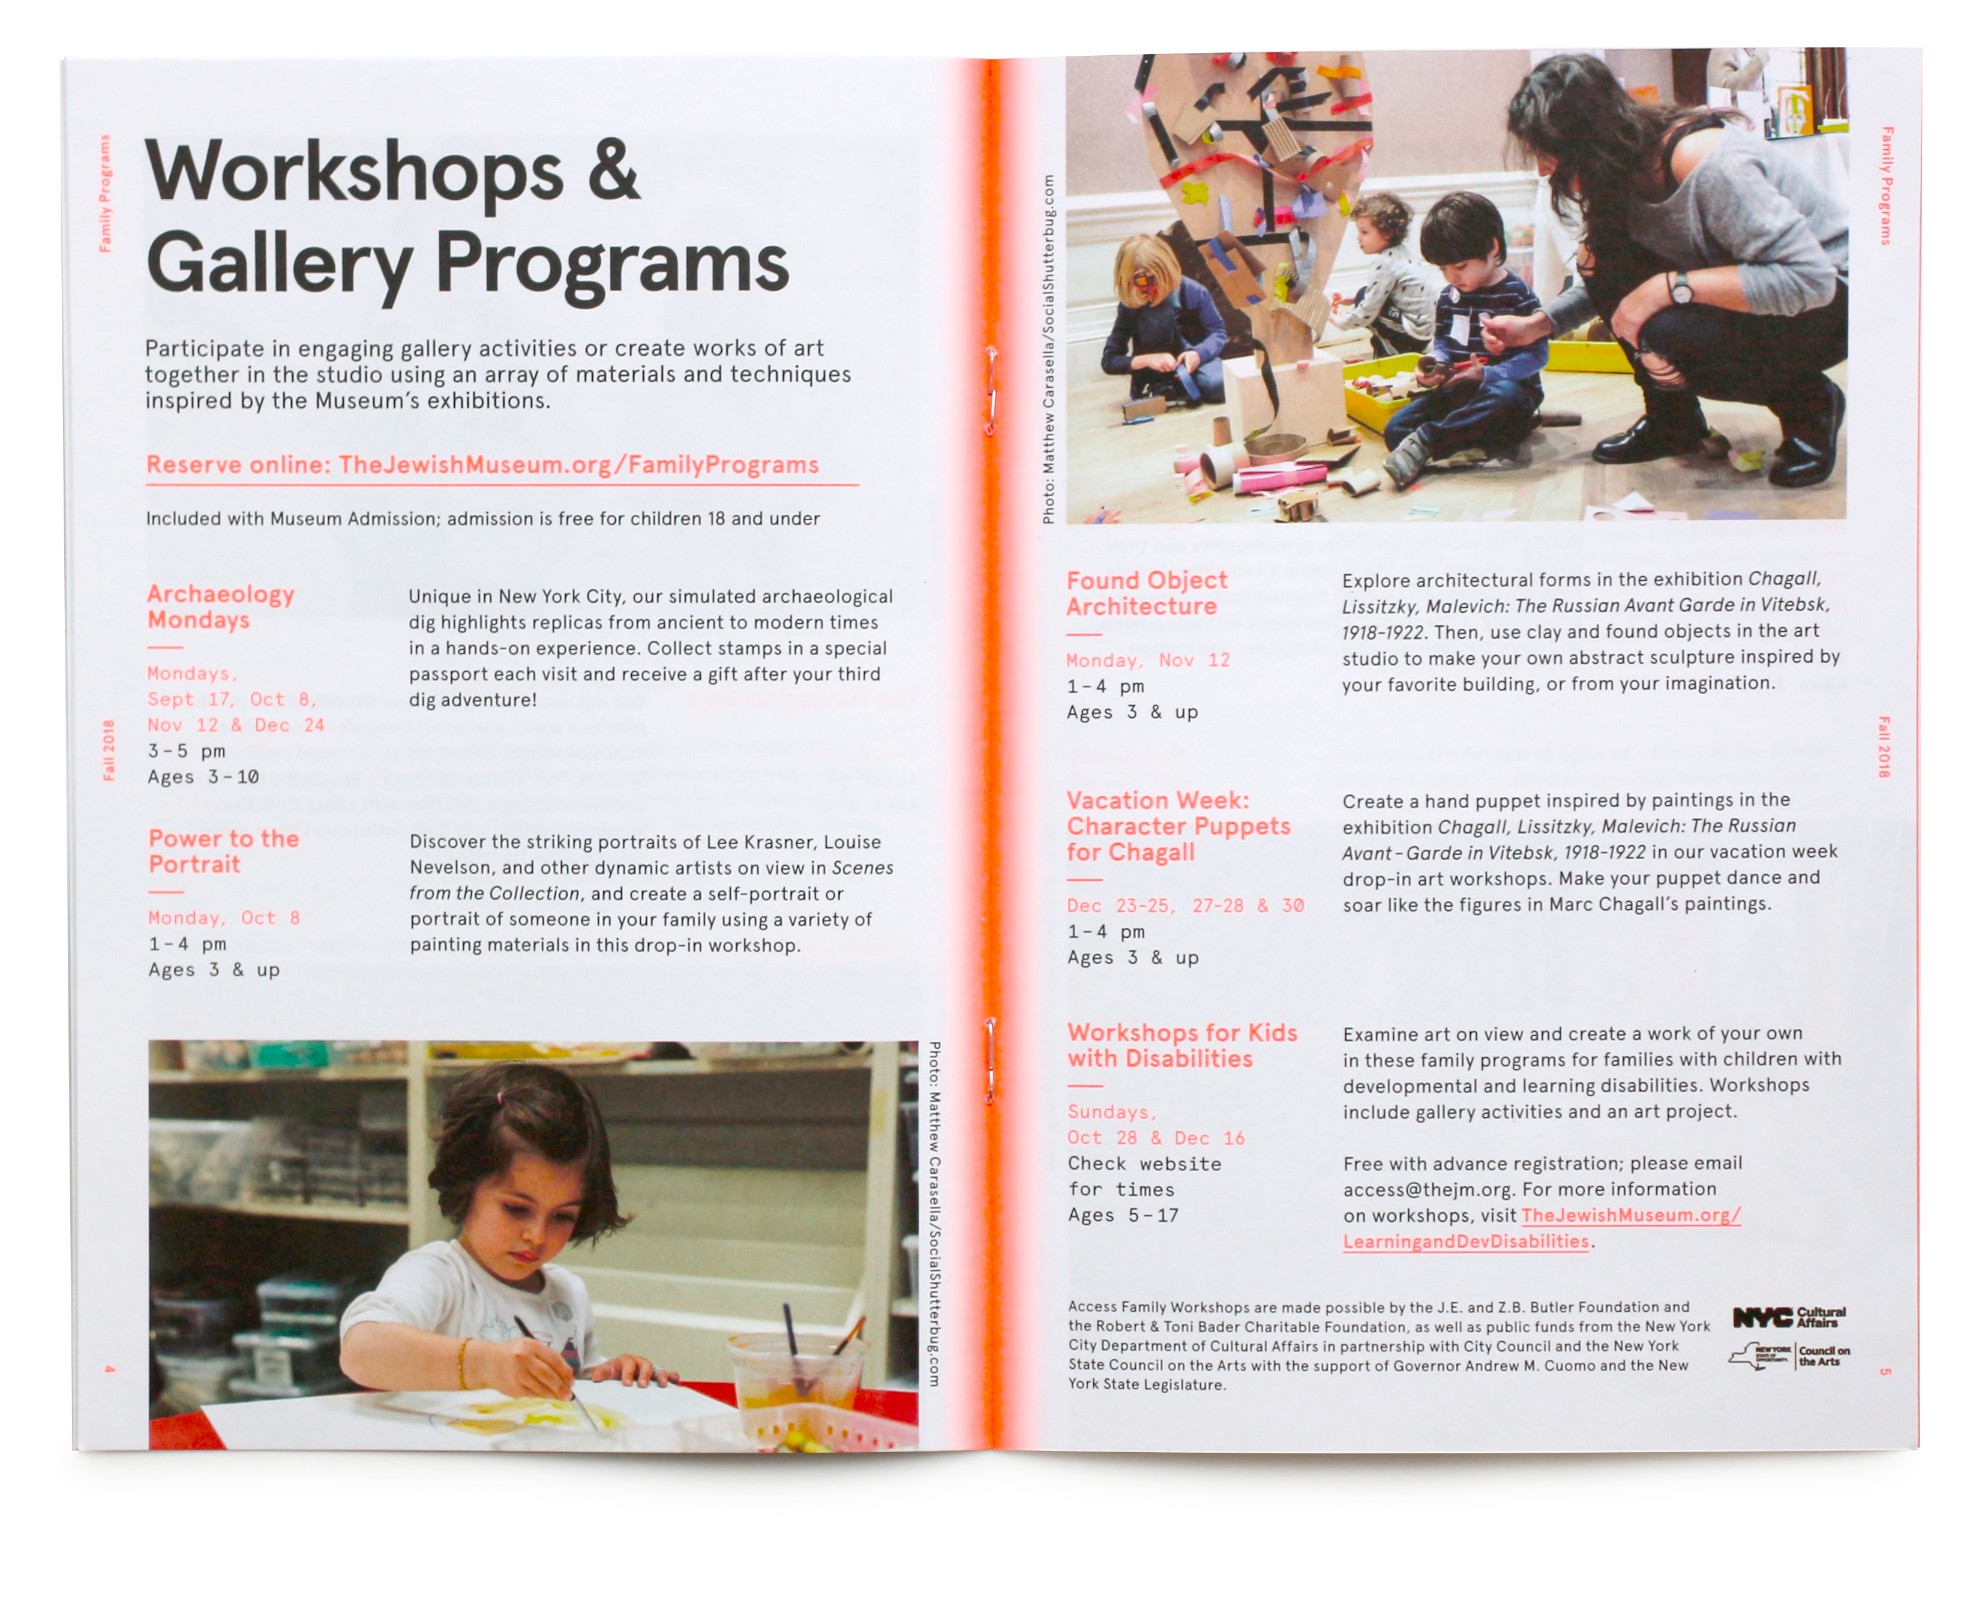 Family Programs
Fall 2018
4
Workshops &
Gallery Programs
Participate in engaging gallery activities or create works of art
together in the studio using an array of materials and techniques
inspired by the Museum's exhibitions.
Reserve online: TheJewishMuseum.org/FamilyPrograms
Included with Museum Admission; admission is free for children 18 and under
Archaeology
Mondays
Mondays,
Sept 17, Oct 8,
Nov 12 & Dec 24
3-5 pm
Ages 3-10
Unique in New York City, our simulated archaeological
dig highlights replicas from ancient to modern times
in a hands-on experience. Collect stamps in a special
passport each visit and receive a gift after your third
dig adventure!
Power to the
Portrait
Monday, Oct 8
1-4 pm
Ages 3 & up
Discover the striking portraits of Lee Krasner, Louise
Nevelson, and other dynamic artists on view in Scenes
from the Collection, and create a self-portrait or
portrait of someone in your family using a variety of
painting materials in this drop-in workshop.
Photo: Matthew Carasella/SocialShutterbug.com
Photo: Matthew Carasella/SocialShutterbug.com
Found Object
Architecture
Monday, Nov 12
1-4 pm
Ages 3 & up
Explore architectural forms in the exhibition Chagall,
Lissitzky, Malevich: The Russian Avant Garde in Vitebsk,
1918-1922. Then, use clay and found objects in the art
studio to make your own abstract sculpture inspired by
your favorite building, or from your imagination.
Vacation Week:
Character Puppets
for Chagall
Dec 23-25, 27-28 & 30
1-4 pm
Ages 3 & up
Create a hand puppet inspired by paintings in the
exhibition Chagall, Lissitzky, Malevich: The Russian
Avant-Garde in Vitebsk, 1918-1922 in our vacation week
drop-in art workshops. Make your puppet dance and
soar like the figures in Marc Chagall's paintings.
Workshops for Kids
with Disabilities
Sundays,
Oct 28 & Dec 16
Check website
for times
Ages 5-17
Examine art on view and create a work of your own
in these family programs for families with children with
developmental and learning disabilities. Workshops
include gallery activities and an art project.
Free with advance registration; please email
access@thejm.org. For more information
on workshops, visit TheJewishMuseum.org/
LearningandDevDisabilities.
Access Family Workshops are made possible by the J.E. and Z.B. Butler Foundation and
the Robert & Toni Bader Charitable Foundation, as well as public funds from the New York
City Department of Cultural Affairs in partnership with City Council and the New York
State Council on the Arts with the support of Governor Andrew M. Cuomo and the New
York State Legislature.
NYC Cultural
Affairs
NEW YORK
STATE OF
OPPORTUNITY.
Council on
the Arts
Family Programs
Fall 2018
5